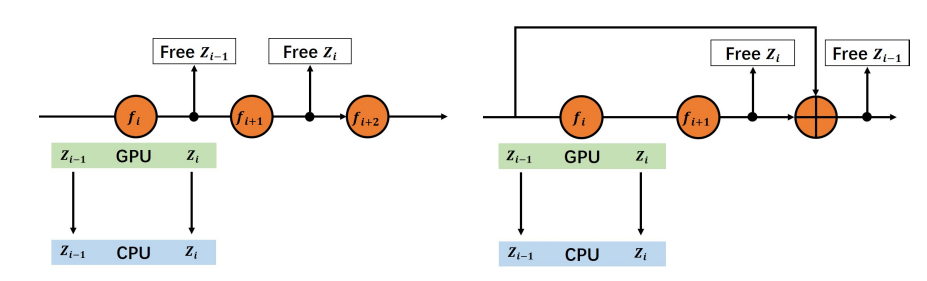 Free Z_{i-1}
Free Z_i
f_i
f_{i+1}
f_{i+2}
Z_{i-1} GPU Z_i
Z_{i-1} CPU Z_i
Free Z_i
Free Z_{i-1}
f_i
f_{i+1}
Z_{i-1} GPU Z_i
Z_{i-1} CPU Z_i